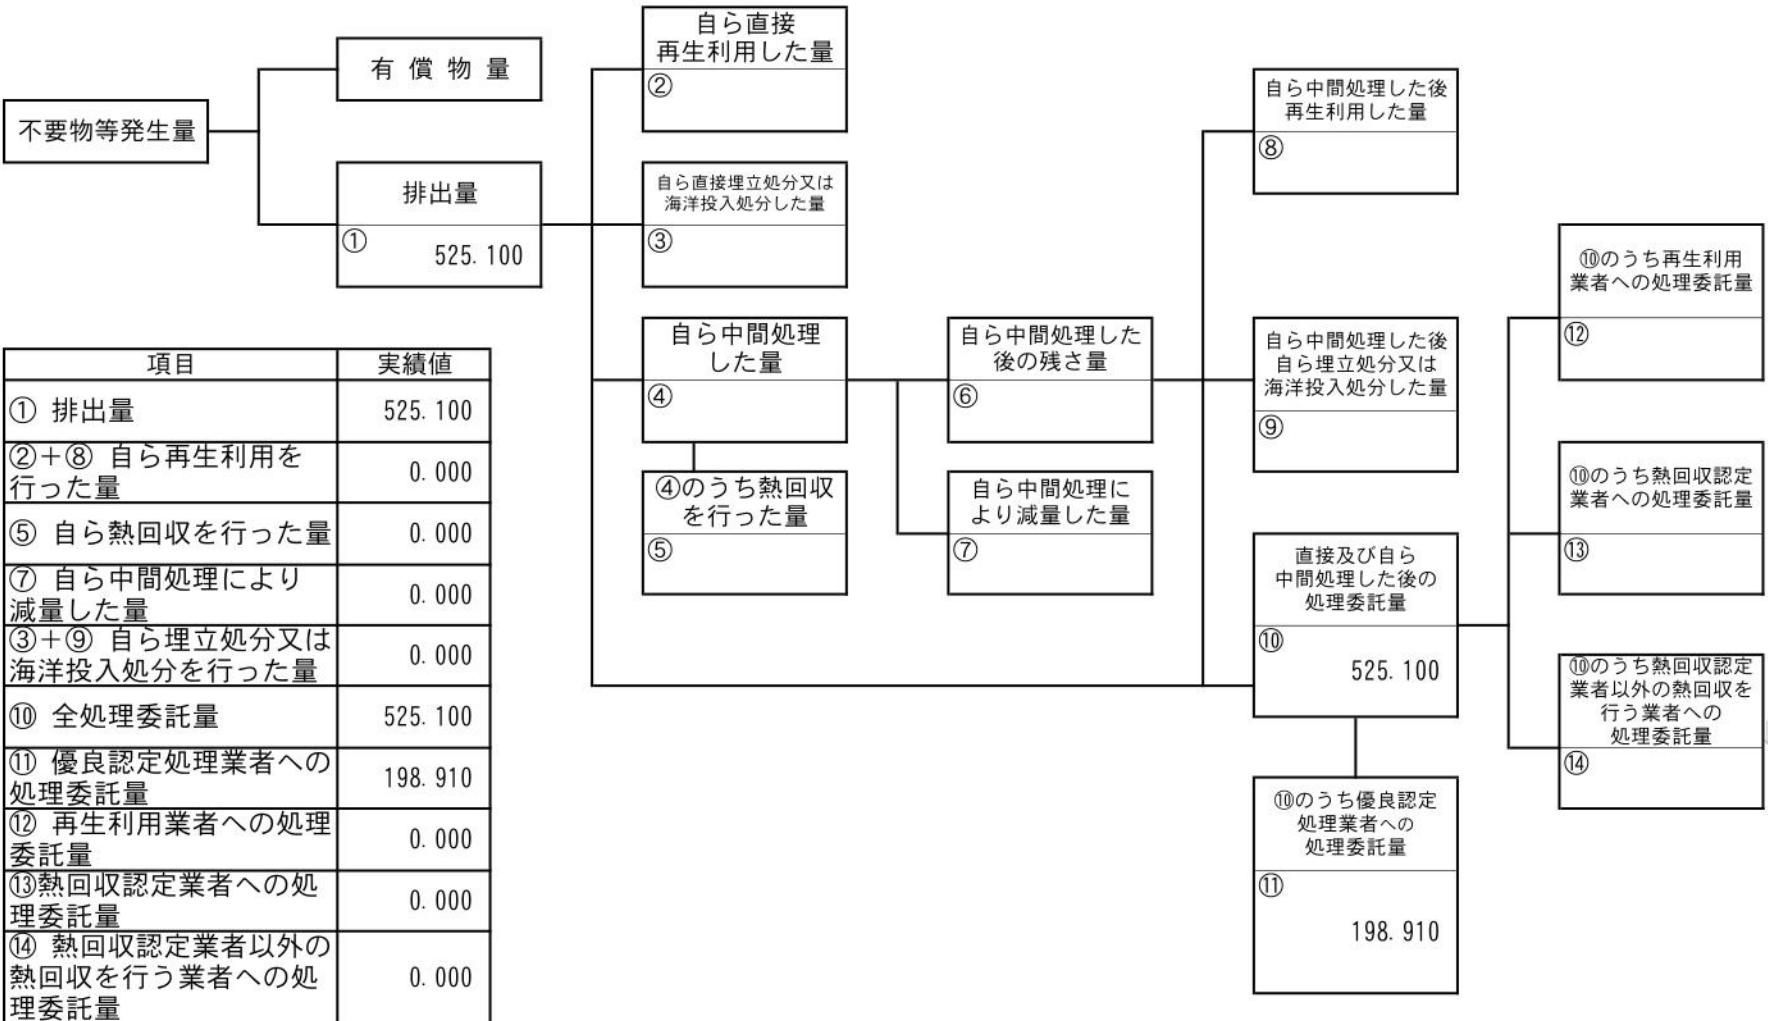 不要物等発生量
有償物量
排出量
①
525.100
自ら直接
再生利用した量
②
自ら直接埋立処分又は
海洋投入処分した量
③
自ら中間処理
した量
④
④のうち熱回収
を行った量
⑤
自ら中間処理した
後の残さ量
⑥
自ら中間処理に
より減量した量
⑦
自ら中間処理した後
再生利用した量
⑧
自ら中間処理した後
自ら埋立処分又は
海洋投入処分した量
⑨
直接及び自ら
中間処理した後の
処理委託量
⑩
525.100
⑩のうち優良認定
処理業者への
処理委託量
⑪
198.910
⑩のうち再生利用
業者への処理委託量
⑫
⑩のうち熱回収認定
業者への処理委託量
⑬
⑩のうち熱回収認定
業者以外の熱回収を
行う業者への
処理委託量
⑭
項目 実績値
① 排出量 525.100
②＋⑧ 自ら再生利用を
行った量 0.000
⑤ 自ら熱回収を行った量 0.000
⑦ 自ら中間処理により
減量した量 0.000
③＋⑨ 自ら埋立処分又は
海洋投入処分を行った量 0.000
⑩ 全処理委託量 525.100
⑪ 優良認定処理業者への
処理委託量 198.910
⑫ 再生利用業者への処理
委託量 0.000
⑬熱回収認定業者への処
理委託量 0.000
⑭ 熱回収認定業者以外の
熱回収を行う業者への処 0.000
理委託量